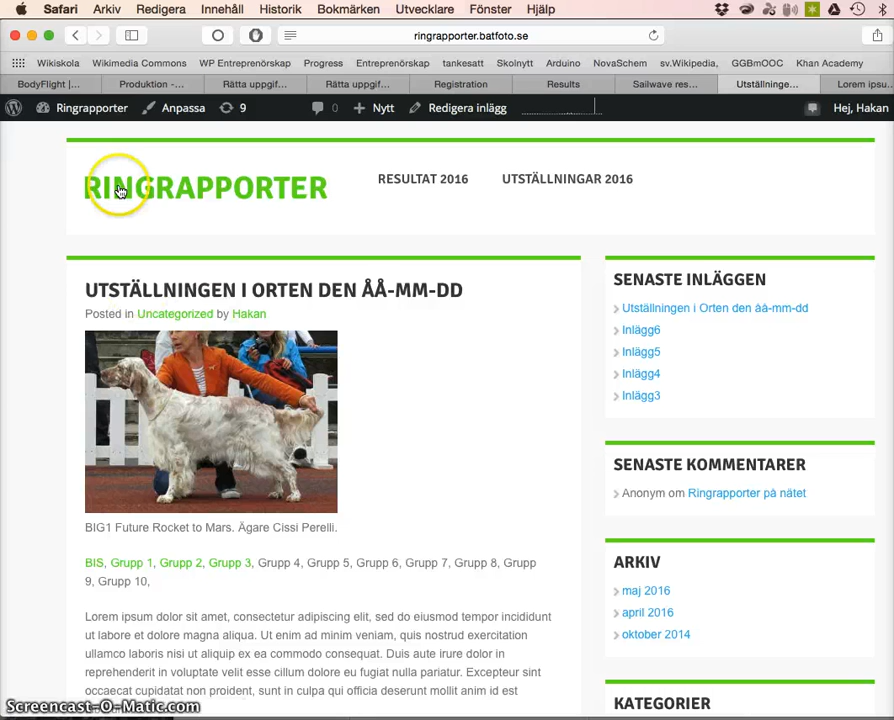 Safari Arkiv Redigera Innehåll Historik Bokmärken Utvecklare Fönster Hjälp
ringrapporter.batfoto.se
Wikiskola Wikimedia Commons WP Entreprenörskap Progress Entreprenörskap tankesatt Skolnytt Arduino NovaSchem sv.Wikipedia, GGBmOOC Khan Academy
BodyFlight |... Produktion -... Rätta uppgif... Rätta uppgif... Registration Results Sailwave res... Utställninge... Lorem ipsu...
Ringrapporter Anpassa 9 0 Nytt Redigera inlägg Hej, Hakan
RINGRAPPORTER RESULTAT 2016 UTSTÄLLNINGAR 2016
UTSTÄLLNINGEN I ORTEN DEN ÅÅ-MM-DD
Posted in Uncategorized by Hakan
BIG1 Future Rocket to Mars. Ägare Cissi Perelli.
BIS, Grupp 1, Grupp 2, Grupp 3, Grupp 4, Grupp 5, Grupp 6, Grupp 7, Grupp 8, Grupp
9, Grupp 10,
Lorem ipsum dolor sit amet, consectetur adipiscing elit, sed do eiusmod tempor incididunt
ut labore et dolore magna aliqua. Ut enim ad minim veniam, quis nostrud exercitation
ullamco laboris nisi ut aliquip ex ea commodo consequat. Duis aute irure dolor in
reprehenderit in voluptate velit esse cillum dolore eu fugiat nulla pariatur. Excepteur sint
occaecat cupidatat non proident, sunt in culpa qui officia deserunt mollit anim id est
SENASTE INLÄGGEN
Utställningen i Orten den åå-mm-dd
Inlägg6
Inlägg5
Inlägg4
Inlägg3
SENASTE KOMMENTARER
Anonym om Ringrapporter på nätet
ARKIV
maj 2016
april 2016
oktober 2014
KATEGORIER
Screencast-O-Matic.com